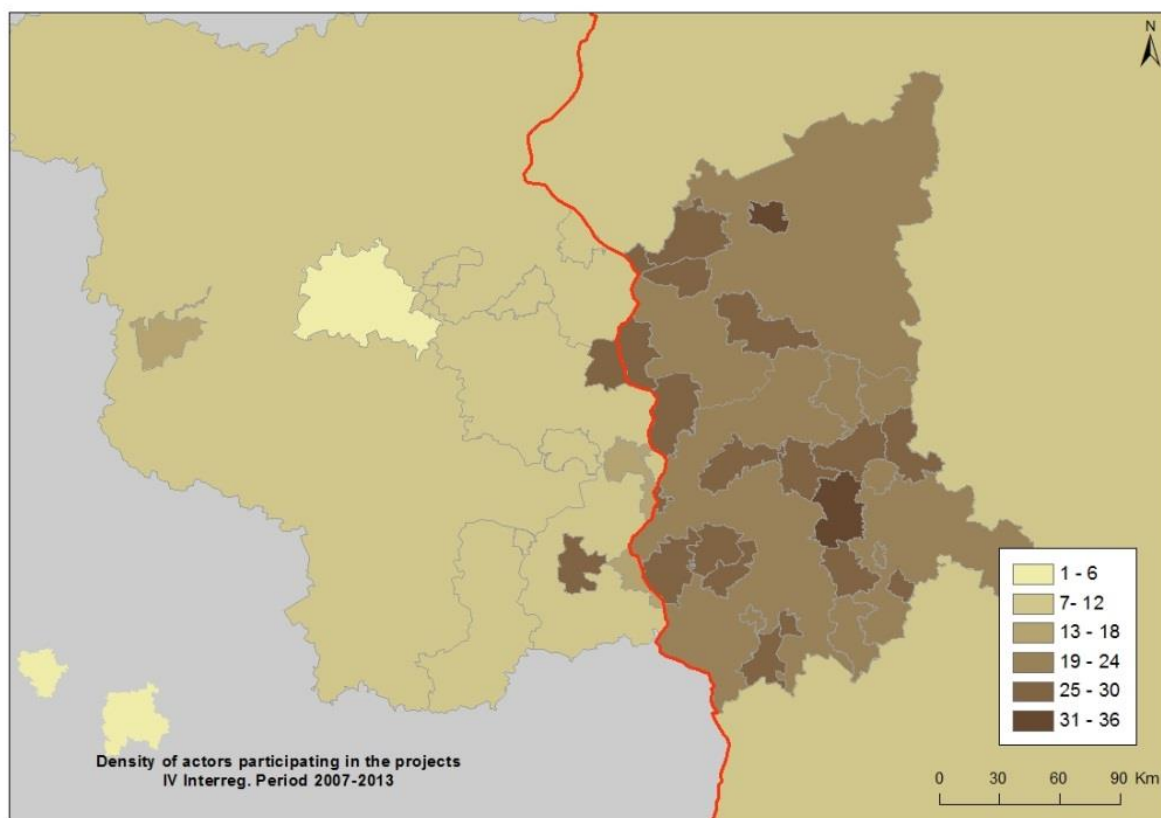 N
1 - 6
7- 12
13 - 18
19 - 24
25 - 30
31 - 36
Density of actors participating in the projects
IV Interreg. Period 2007-2013
0 30 60 90 Km